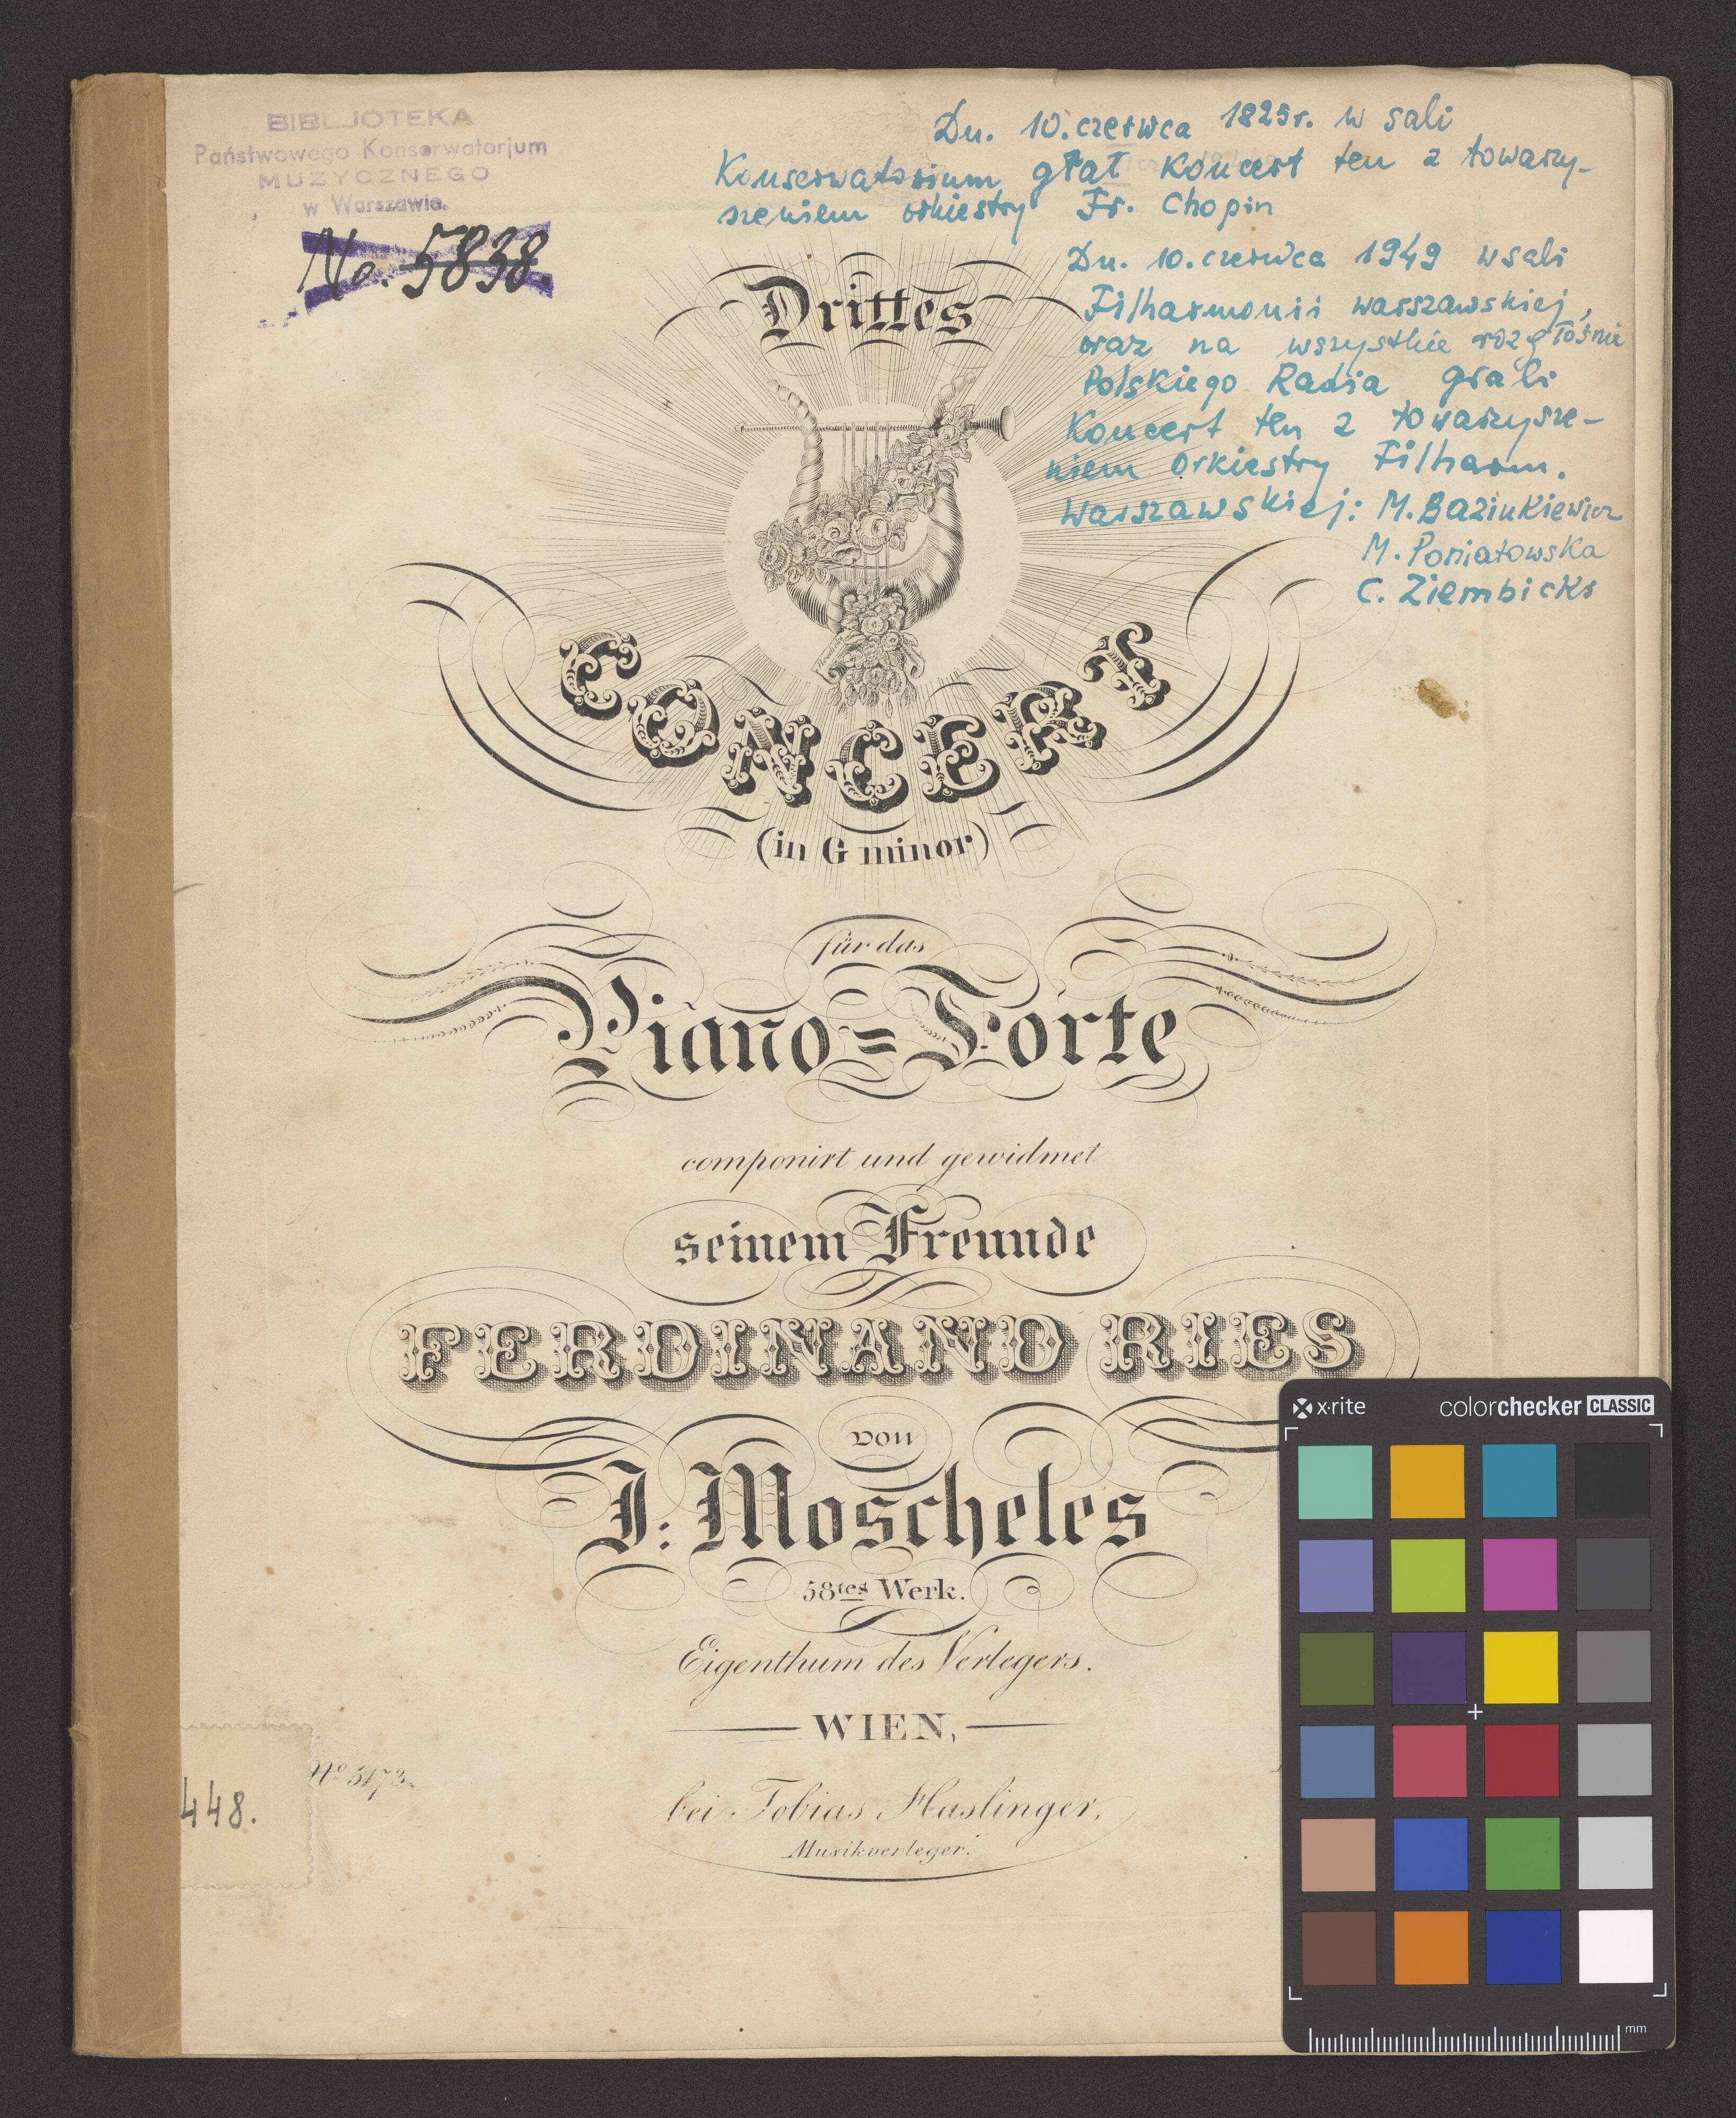 BIBLJOTEKA
Państwowego Konserwatorjum
MUZYCZNEGO
w Warszawie.
No. 5838.
Dn. 10. czerwca 1825r. w sali
Konserwatorium grał Koncert ten z towarzy-
szeniem orkiestry Fr. Chopin
Dn. 10. czerwca 1949 w sali
Filharmonii warszawskiej,
oraz na wszystkie rozgłośnie
Polskiego Radia grali
Koncert ten z towarzysze-
niem Orkiestry Filharm.
Warszawskiej: M. Bazinkiewicz
M. Poniatowska
C. Ziembicks
Drittes
CONCERT
(in G minor)
für das
Piano=Forte
componirt und gewidmet
seinem Freunde
FERDINAND RIES
von
I: Moscheles
58tes Werk.
Eigenthum des Verlegers.
WIEN,
No 5173.
448.
bei Tobias Haslinger,
Musikverleger.
x·rite colorchecker CLASSIC
mm